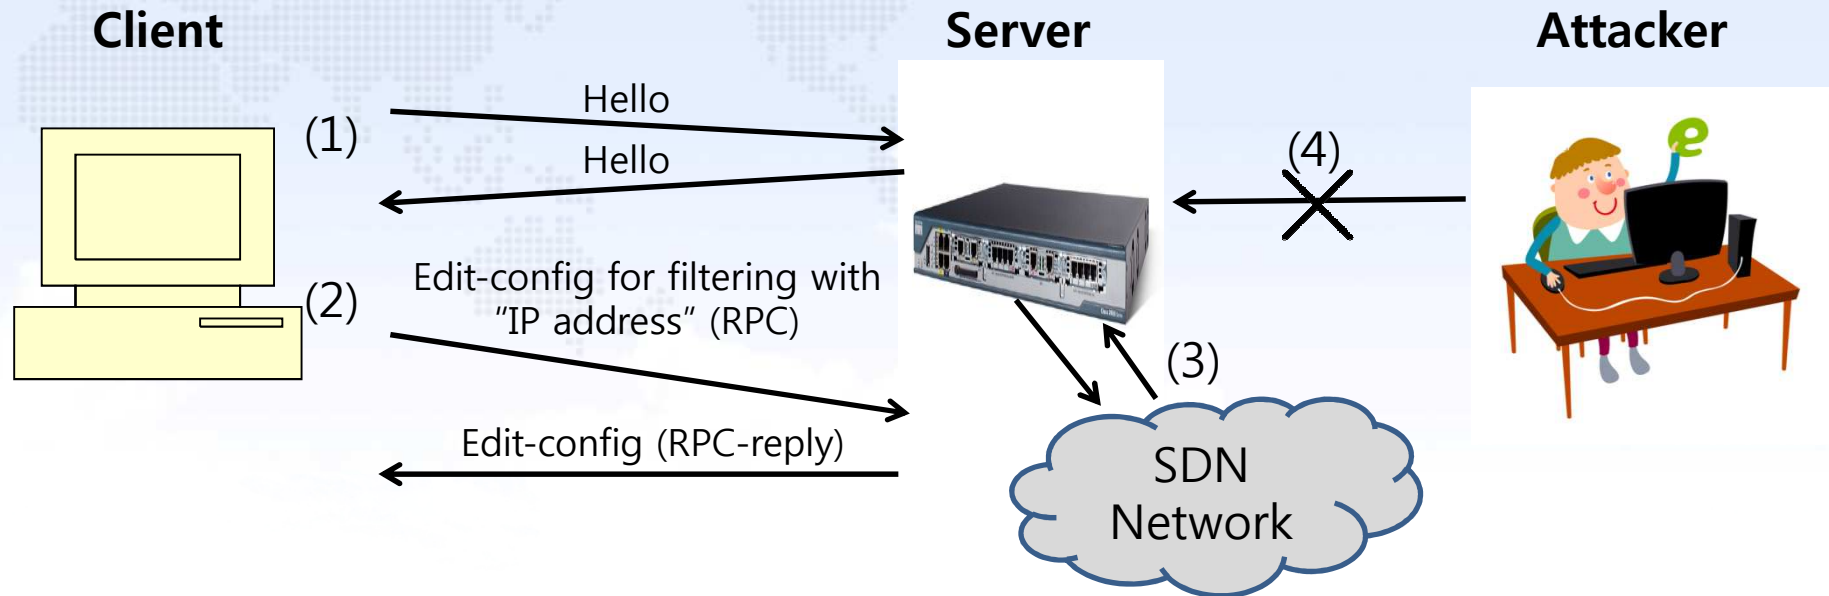 Client
Server
Attacker
Hello
(1)
Hello
(4)
Edit-config for filtering with
"IP address" (RPC)
(2)
(3)
Edit-config (RPC-reply)
SDN
Network